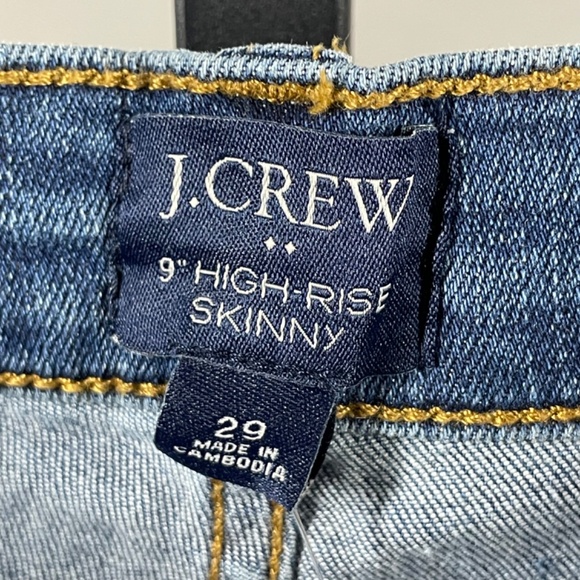 J.CREW
9" HIGH-RISE
SKINNY
29
MADE IN
CAMBODIA